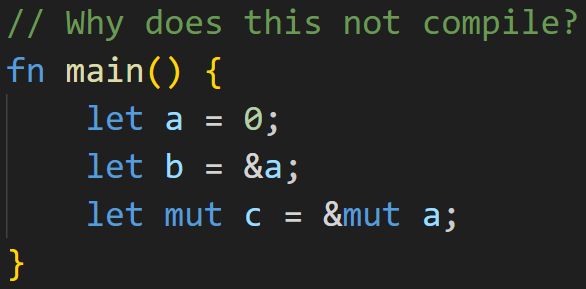 // Why does this not compile?
fn main() {
    let a = 0;
    let b = &a;
    let mut c = &mut a;
}